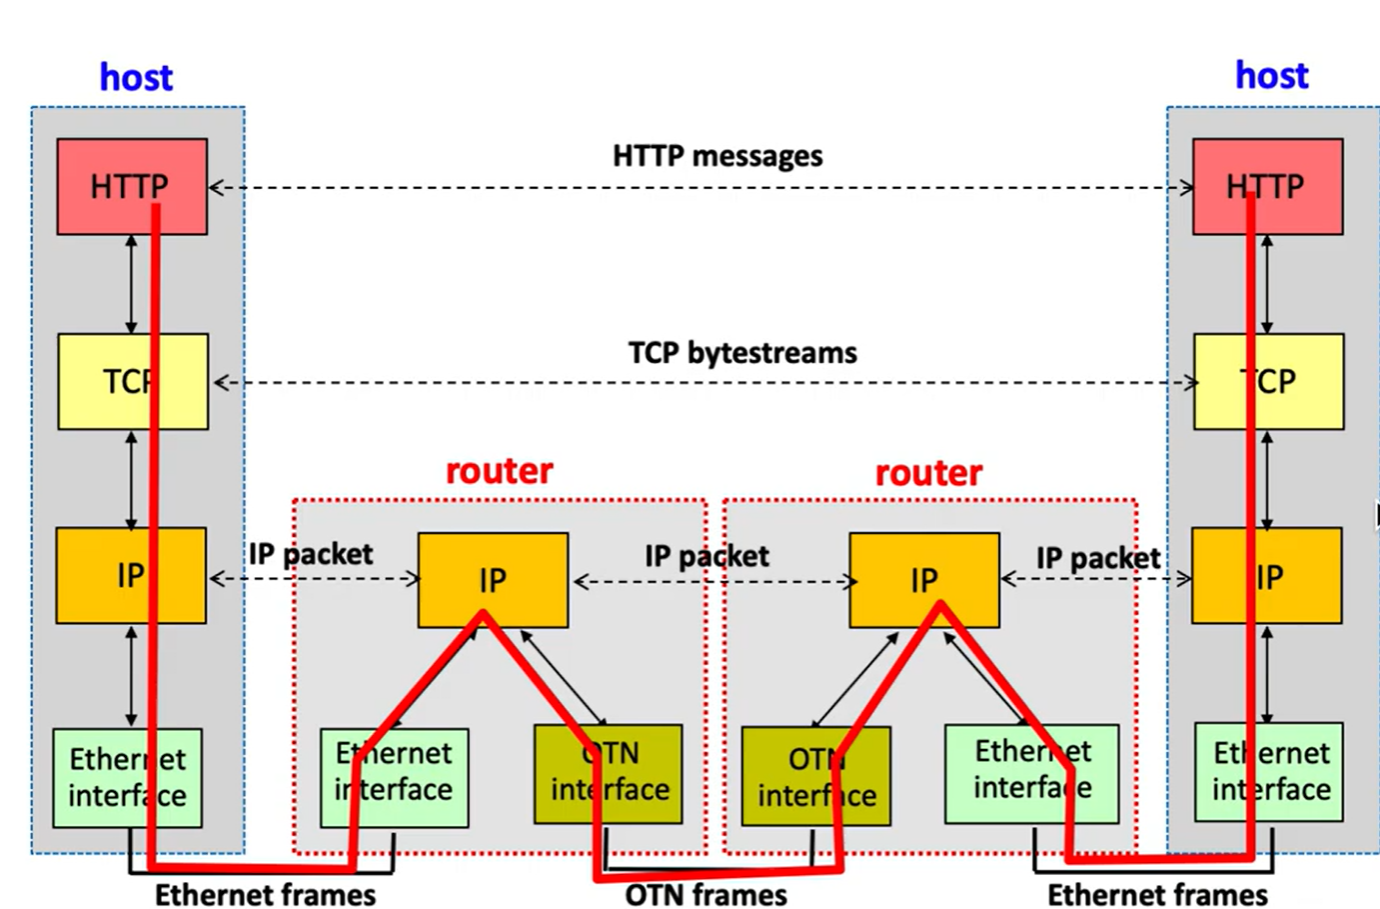 host
host
HTTP
HTTP messages
HTTP
TCP
TCP bytestreams
TCP
router
router
IP
IP packet
IP
IP packet
IP
IP packet
IP
Ethernet
interface
Ethernet
interface
OTN
interface
OTN
interface
Ethernet
interface
Ethernet
interface
Ethernet frames
OTN frames
Ethernet frames